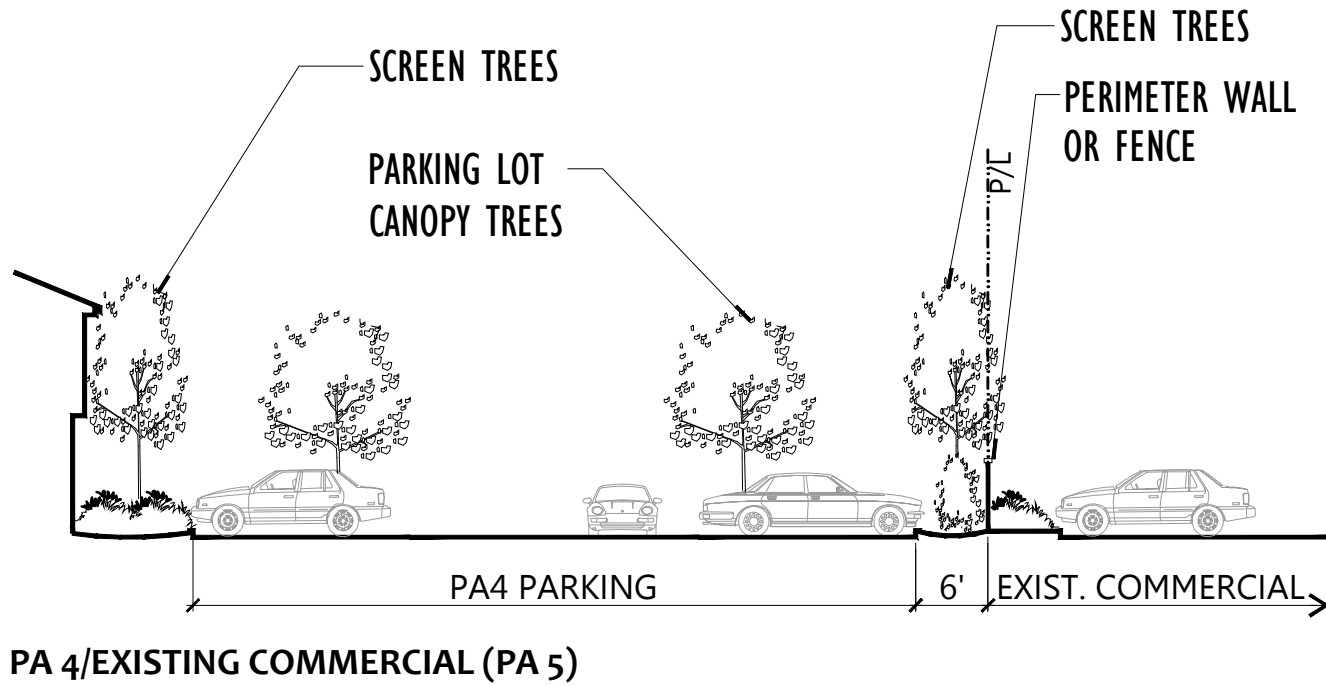 SCREEN TREES
SCREEN TREES
PERIMETER WALL
OR FENCE
PARKING LOT
CANOPY TREES
P/L
PA4 PARKING
6'
EXIST. COMMERCIAL
PA 4/EXISTING COMMERCIAL (PA 5)